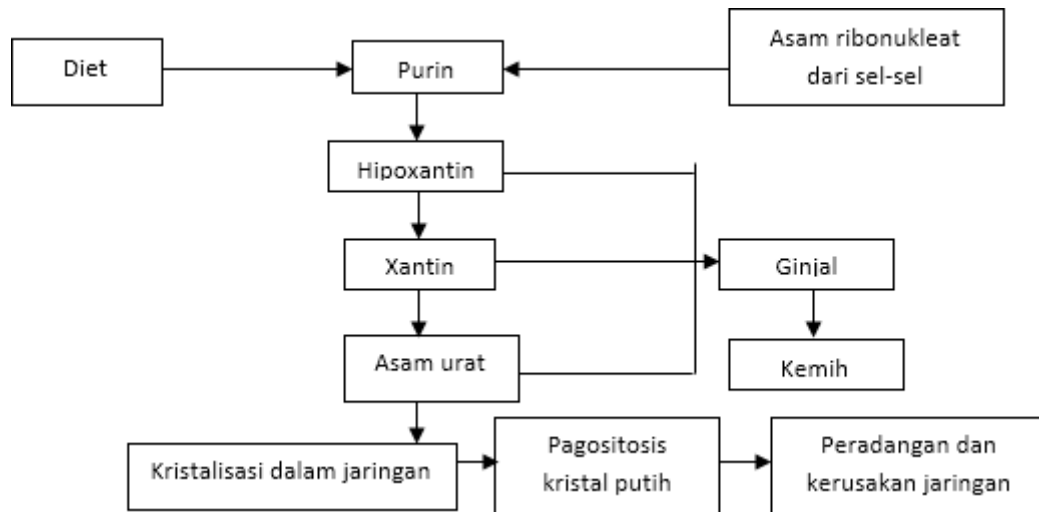 Diet
Purin
Asam ribonukleat
dari sel-sel
Hipoxantin
Xantin
Ginjal
Asam urat
Kemih
Kristalisasi dalam jaringan
Pagositosis
kristal putih
Peradangan dan
kerusakan jaringan